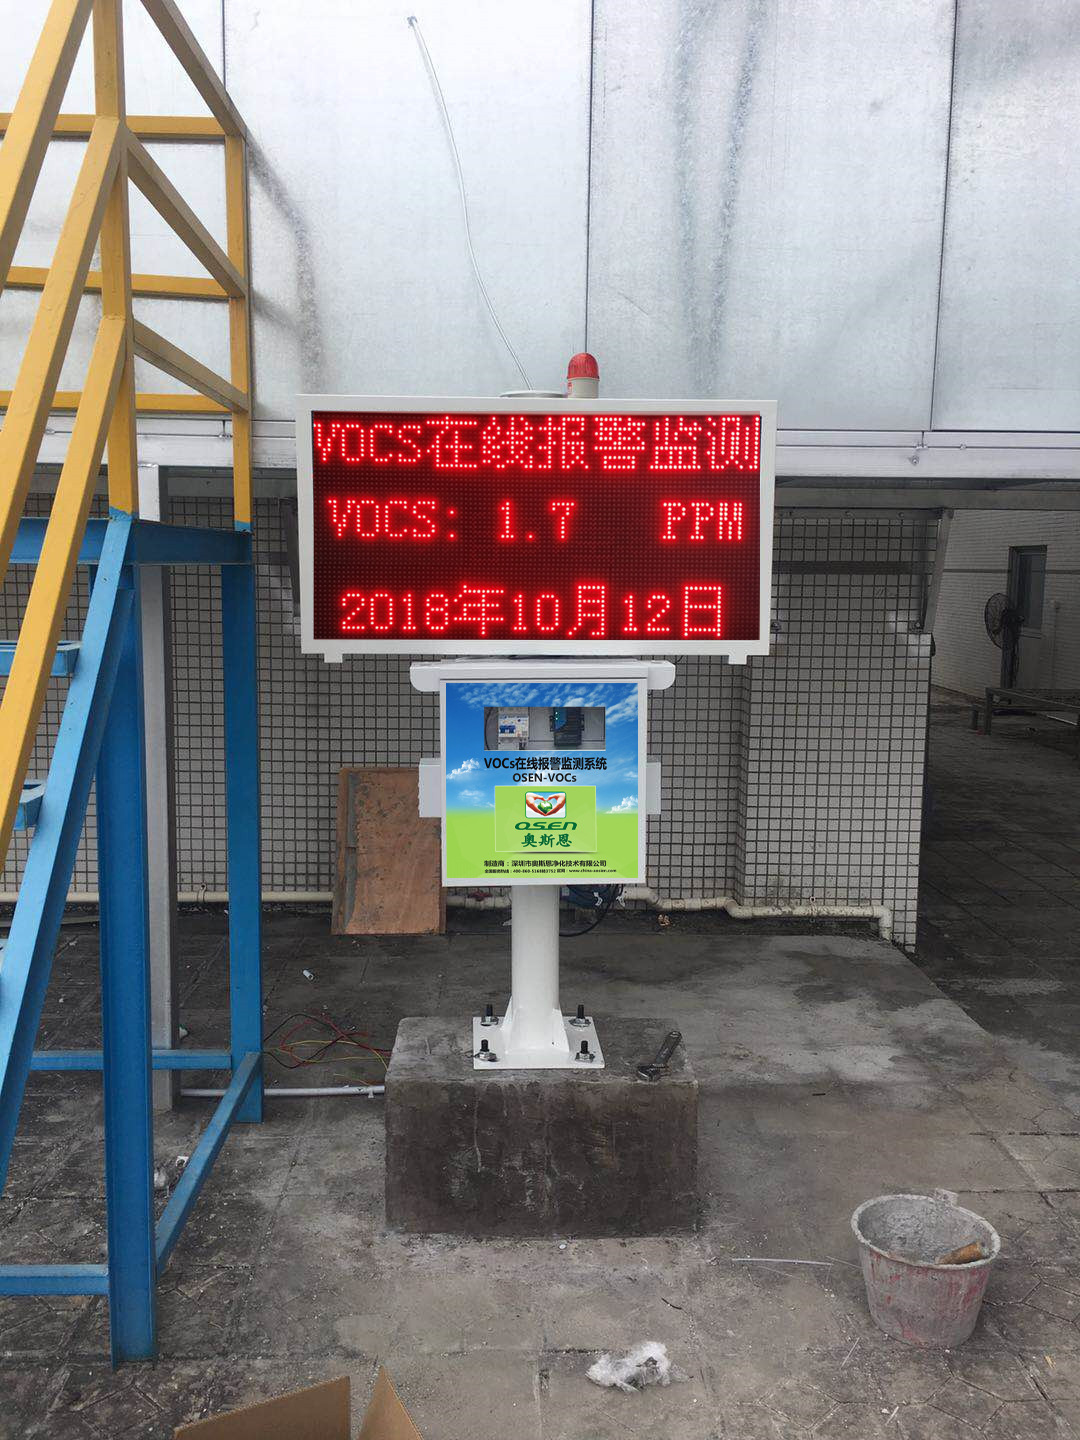 VOCS在线报警监测
VOCS: 1.7 PPM
2018年10月12日
VOCs在线报警监测系统
OSEN-VOCs
OSEN
奥斯恩
制造商：深圳市奥斯恩净化技术有限公司